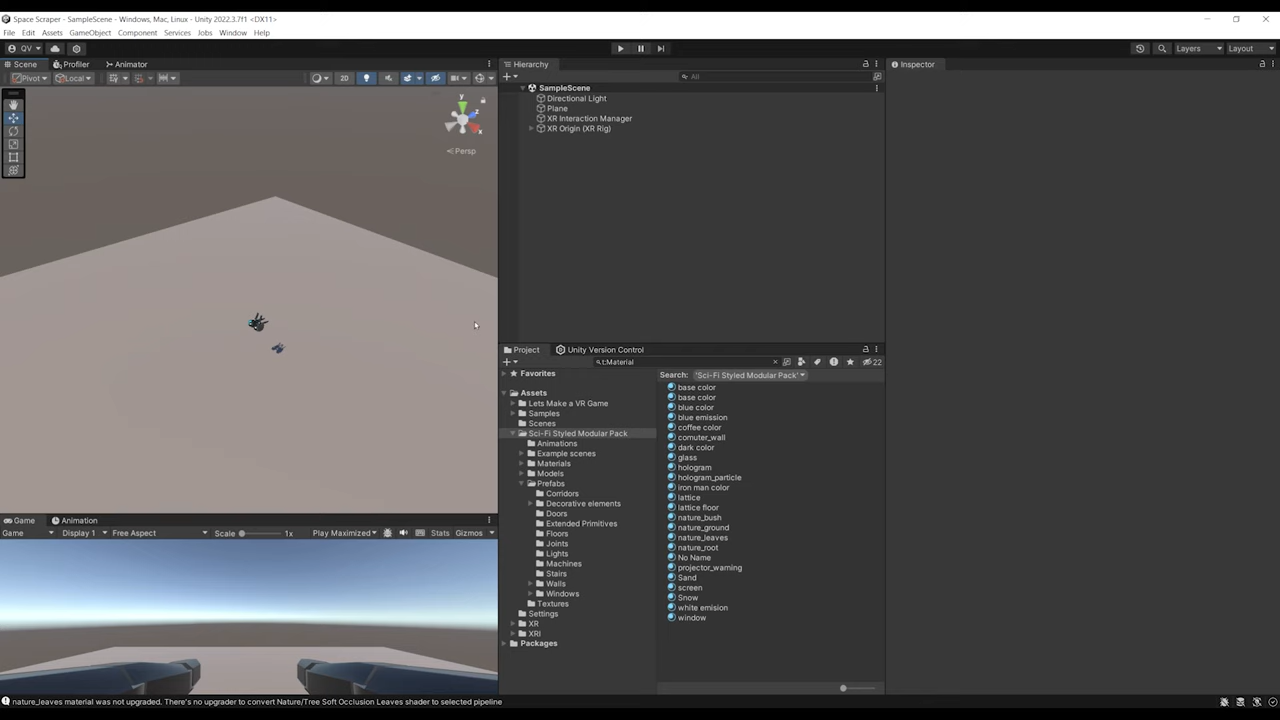 Space Scraper - SampleScene - Windows, Mac, Linux - Unity 2022.3.7f1 <DX11>
File Edit Assets GameObject Component Services Jobs Window Help
QV Layers Layout
Scene Profiler Animator
Pivot Local 2D
y
z
x
Persp
Hierarchy
All
SampleScene
Directional Light
Plane
XR Interaction Manager
XR Origin (XR Rig)
Inspector
Project Unity Version Control
t:Material 22
Favorites
Assets
Lets Make a VR Game
Samples
Scenes
Sci-Fi Styled Modular Pack
Animations
Example scenes
Materials
Models
Prefabs
Corridors
Decorative elements
Doors
Extended Primitives
Floors
Joints
Lights
Machines
Stairs
Walls
Windows
Textures
Settings
XR
XRI
Packages
Search: 'Sci-Fi Styled Modular Pack'
base color
base color
blue color
blue emission
coffee color
comuter_wall
dark color
glass
hologram
hologram_particle
iron man color
lattice
lattice floor
nature_bush
nature_ground
nature_leaves
nature_root
No Name
projector_warning
Sand
screen
Snow
white emision
window
Game Animation
Game Display 1 Free Aspect Scale 1x Play Maximized Stats Gizmos
nature_leaves material was not upgraded. There's no upgrader to convert Nature/Tree Soft Occlusion Leaves shader to selected pipeline